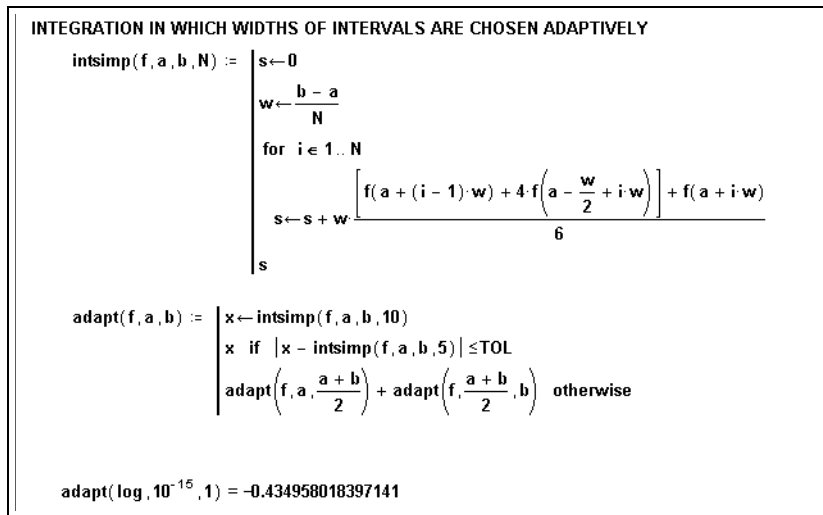 INTEGRATION IN WHICH WIDTHS OF INTERVALS ARE CHOSEN ADAPTIVELY
intsimp(f,a,b,N) := s←0
w← b − a
N
for i ∈ 1..N
s←s + w· [f(a + (i − 1)·w) + 4·f(a − w/2 + i·w)] + f(a + i·w)
6
s
adapt(f,a,b) := x←intsimp(f,a,b,10)
x if |x − intsimp(f,a,b,5)| ≤TOL
adapt(f,a,a + b/2) + adapt(f,a + b/2,b) otherwise
adapt(log,10^-15,1) = -0.434958018397141